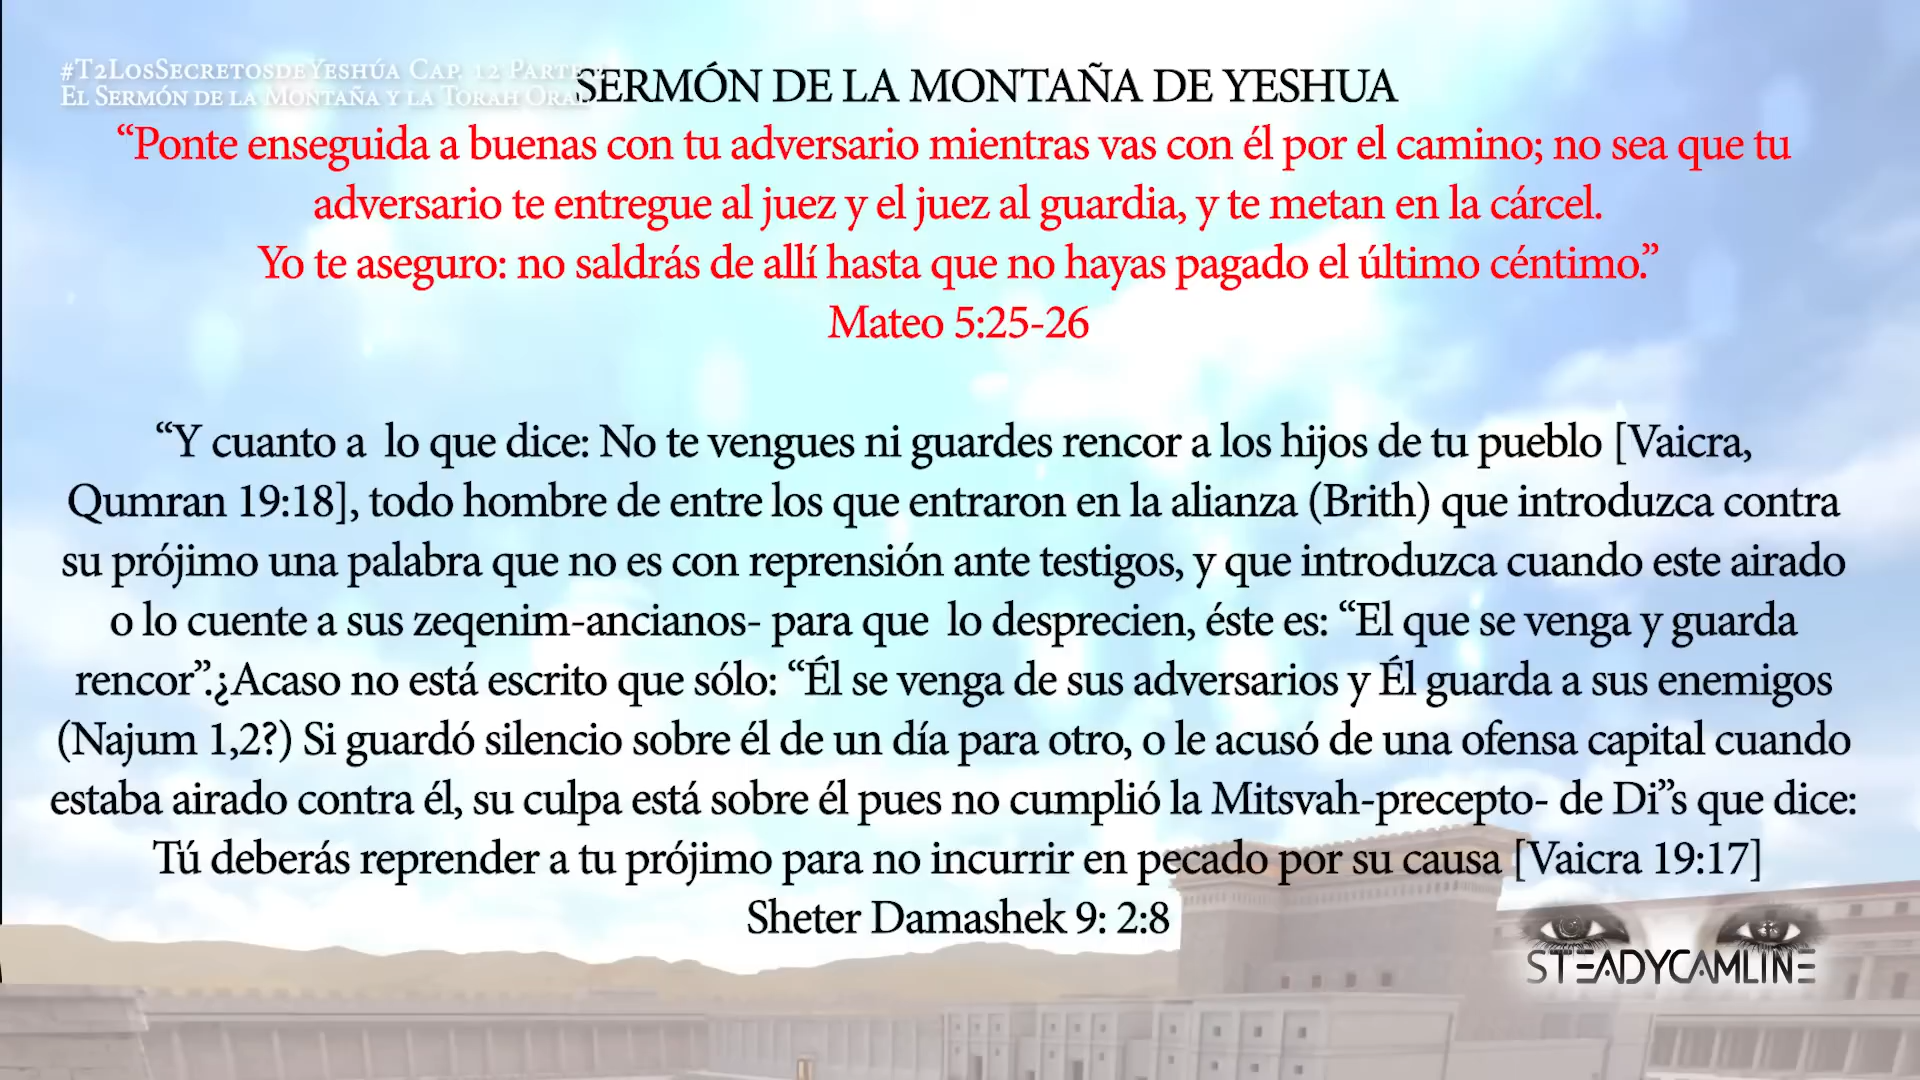 #T2LosSecretosdeYeshúa Cap. 12 Parte
El Sermón de la Montaña y la Torah Oral
SERMÓN DE LA MONTAÑA DE YESHUA
“Ponte enseguida a buenas con tu adversario mientras vas con él por el camino; no sea que tu
adversario te entregue al juez y el juez al guardia, y te metan en la cárcel.
Yo te aseguro: no saldrás de allí hasta que no hayas pagado el último céntimo.”
Mateo 5:25-26
“Y cuanto a lo que dice: No te vengues ni guardes rencor a los hijos de tu pueblo [Vaicra,
Qumran 19:18], todo hombre de entre los que entraron en la alianza (Brith) que introduzca contra
su prójimo una palabra que no es con reprensión ante testigos, y que introduzca cuando este airado
o lo cuente a sus zeqenim-ancianos- para que lo desprecien, éste es: “El que se venga y guarda
rencor”.¿Acaso no está escrito que sólo: “Él se venga de sus adversarios y Él guarda a sus enemigos
(Najum 1,2?) Si guardó silencio sobre él de un día para otro, o le acusó de una ofensa capital cuando
estaba airado contra él, su culpa está sobre él pues no cumplió la Mitsvah-precepto- de Di”s que dice:
Tú deberás reprender a tu prójimo para no incurrir en pecado por su causa [Vaicra 19:17]
Sheter Damashek 9: 2:8
STEADYCAMLINE